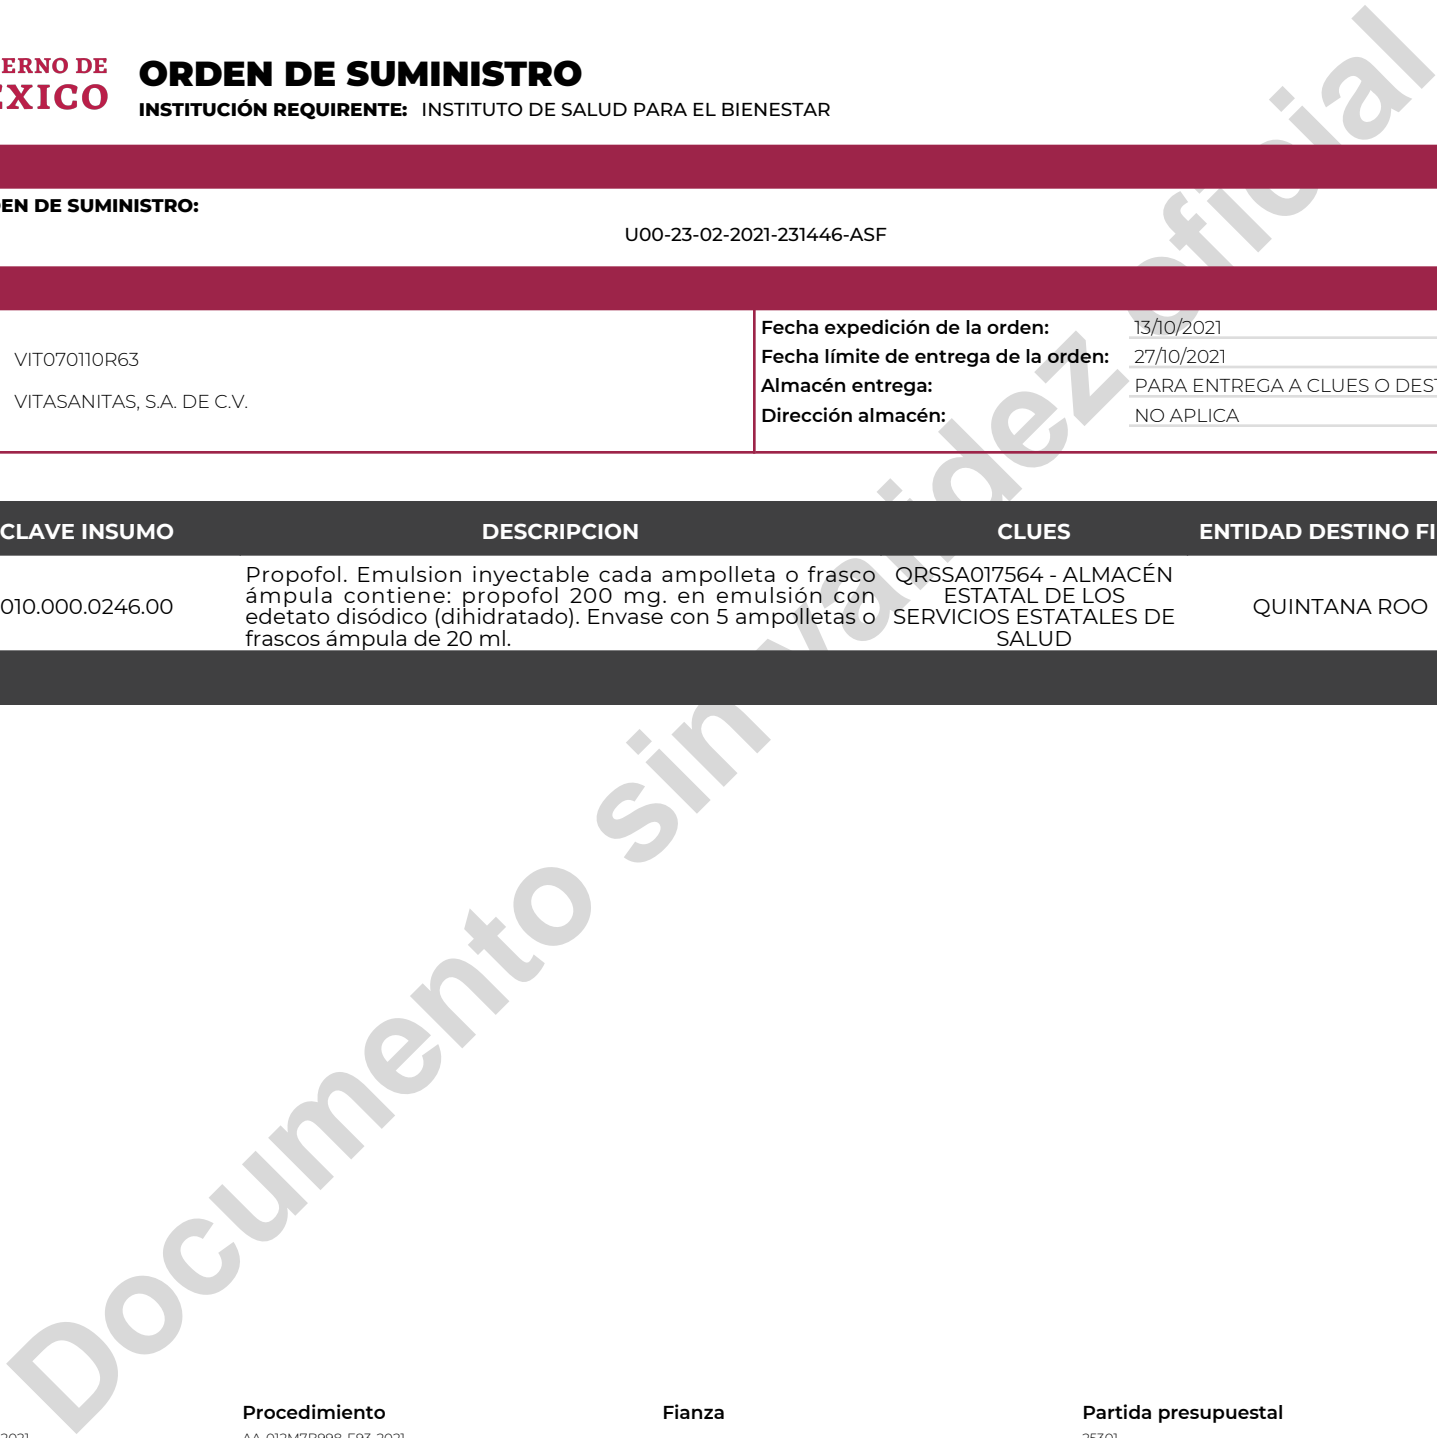 ERNO DE
ORDEN DE SUMINISTRO
INSTITUCIÓN REQUIRENTE: INSTITUTO DE SALUD PARA EL BIENESTAR
EN DE SUMINISTRO:
U00-23-02-2021-231446-ASF
VIT070110R63
VITASANITAS, S.A. DE C.V.
Fecha expedición de la orden: 13/10/2021
Fecha límite de entrega de la orden: 27/10/2021
Almacén entrega: PARA ENTREGA A CLUES O DEST
Dirección almacén: NO APLICA
CLAVE INSUMO DESCRIPCION CLUES ENTIDAD DESTINO FI
010.000.0246.00
Propofol. Emulsion inyectable cada ampolleta o frasco
ámpula contiene: propofol 200 mg. en emulsión con
edetato disódico (dihidratado). Envase con 5 ampolletas o
frascos ámpula de 20 ml.
QRSSA017564 - ALMACÉN
ESTATAL DE LOS
SERVICIOS ESTATALES DE
SALUD
QUINTANA ROO
Documento sin validez oficial
Procedimiento Fianza Partida presupuestal